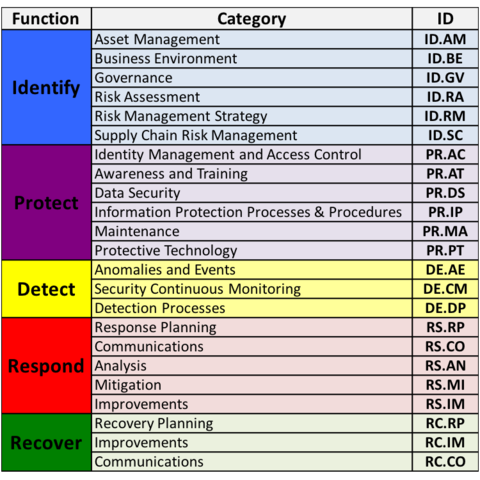 Function Category ID
Identify
Asset Management ID.AM
Business Environment ID.BE
Governance ID.GV
Risk Assessment ID.RA
Risk Management Strategy ID.RM
Supply Chain Risk Management ID.SC
Protect
Identity Management and Access Control PR.AC
Awareness and Training PR.AT
Data Security PR.DS
Information Protection Processes & Procedures PR.IP
Maintenance PR.MA
Protective Technology PR.PT
Detect
Anomalies and Events DE.AE
Security Continuous Monitoring DE.CM
Detection Processes DE.DP
Respond
Response Planning RS.RP
Communications RS.CO
Analysis RS.AN
Mitigation RS.MI
Improvements RS.IM
Recover
Recovery Planning RC.RP
Improvements RC.IM
Communications RC.CO